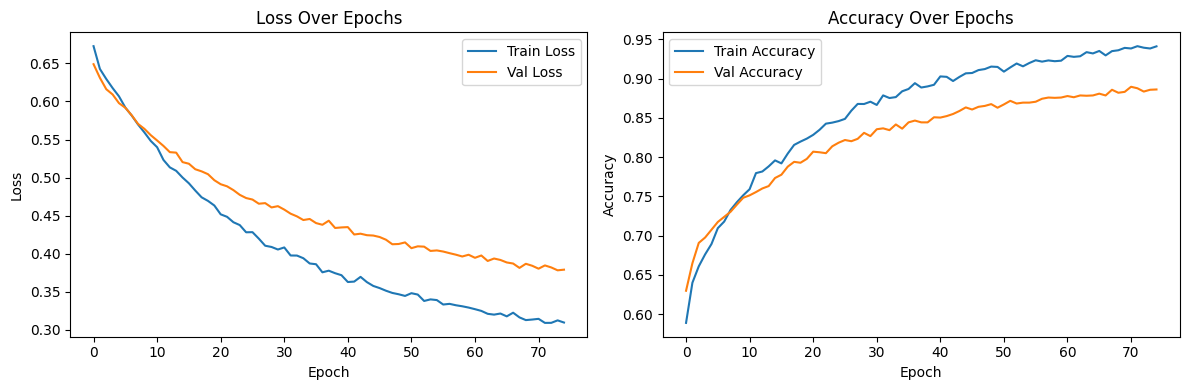 Loss Over Epochs
Train Loss
Val Loss
Loss
0.65
0.60
0.55
0.50
0.45
0.40
0.35
0.30
0 10 20 30 40 50 60 70
Epoch
Accuracy Over Epochs
Train Accuracy
Val Accuracy
Accuracy
0.95
0.90
0.85
0.80
0.75
0.70
0.65
0.60
0 10 20 30 40 50 60 70
Epoch